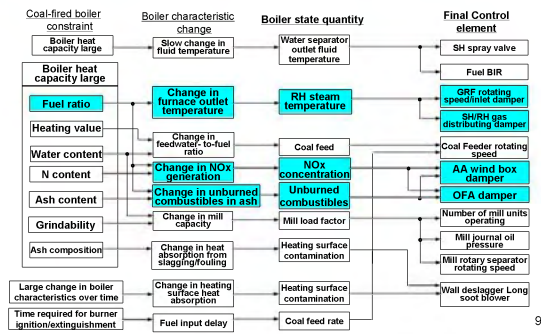 Coal-fired boiler
constraint
Boiler characteristic
change
Boiler state quantity
Final Control
element
Boiler heat
capacity large
Slow change in
fluid temperature
Water separator
outlet fluid
temperature
SH spray valve
Fuel BIR
Boiler heat
capacity large
Fuel ratio
Heating value
Water content
N content
Ash content
Grindability
Ash composition
Change in
furnace outlet
temperature
RH steam
temperature
GRF rotating
speed/inlet damper
SH/RH gas
distributing damper
Change in
feedwater- to-fuel
ratio
Coal feed
Coal Feeder rotating
speed
Change in NOx
generation
NOx
concentration
AA wind box
damper
Change in unburned
combustibles in ash
Unburned
combustibles
OFA damper
Change in mill capacity
Mill load factor
Number of mill units
operating
Mill journal oil
pressure
Mill rotary separator
rotating speed
Change in heat
absorption from
slagging/fouling
Heating surface
contamination
Large change in boiler
characteristics over time
Change in heating
surface heat
absorption
Heating surface
contamination
Wall deslagger Long
soot blower
Time required for burner
ignition/extinguishment
Fuel input delay
Coal feed rate
9